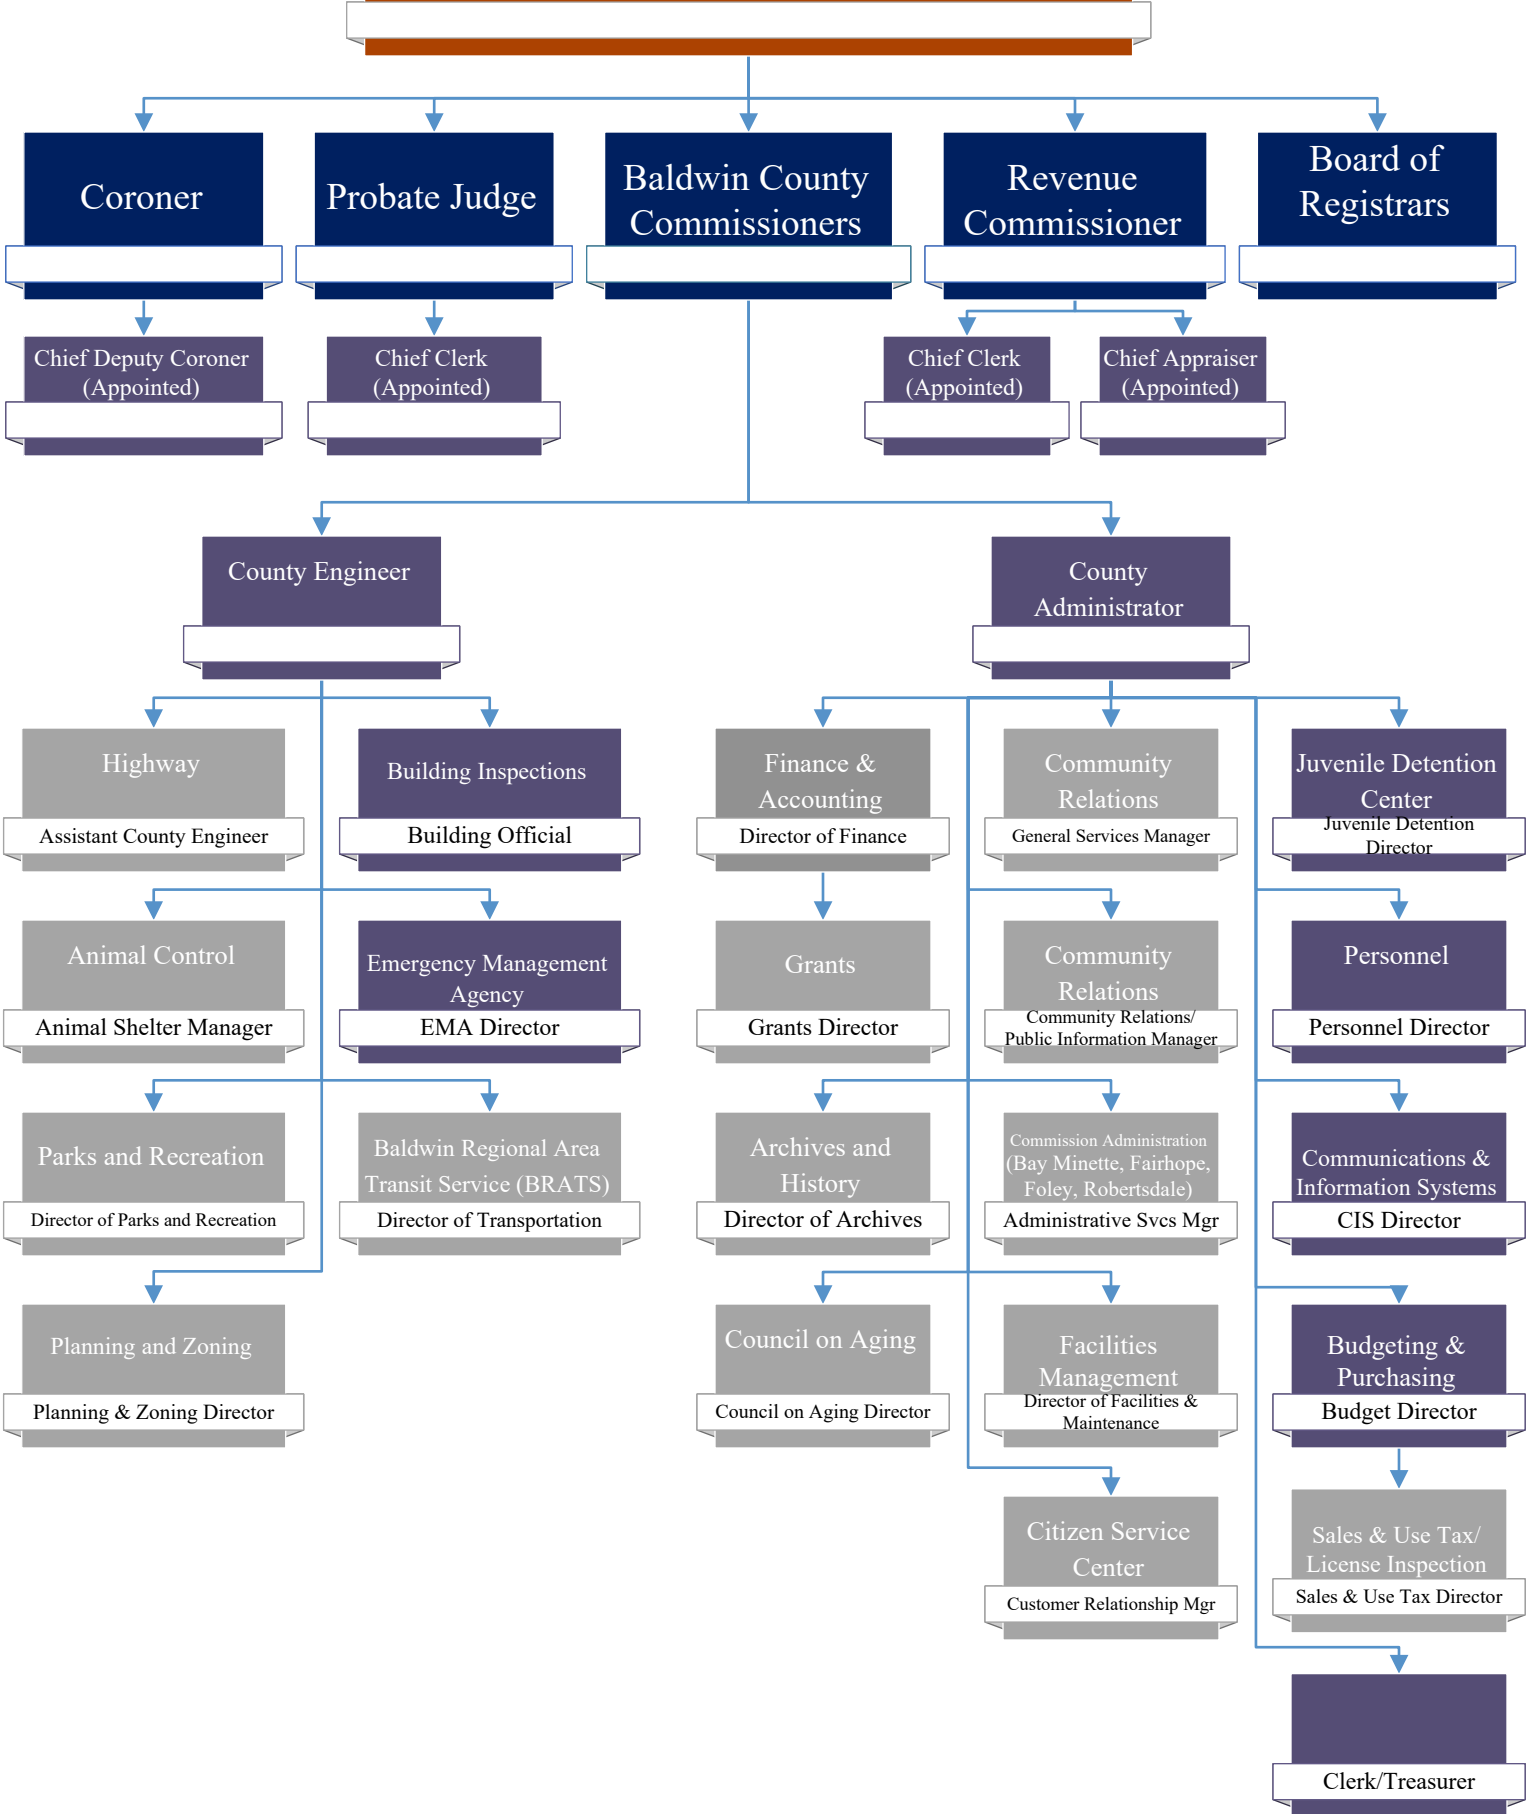 Coroner
Probate Judge
Baldwin County
Commissioners
Revenue
Commissioner
Board of
Registrars
Chief Deputy Coroner
(Appointed)
Chief Clerk
(Appointed)
Chief Clerk
(Appointed)
Chief Appraiser
(Appointed)
County Engineer
County
Administrator
Highway
Assistant County Engineer
Building Inspections
Building Official
Finance &
Accounting
Director of Finance
Community
Relations
General Services Manager
Juvenile Detention
Center
Juvenile Detention
Director
Animal Control
Animal Shelter Manager
Emergency Management
Agency
EMA Director
Grants
Grants Director
Community
Relations
Community Relations/
Public Information Manager
Personnel
Personnel Director
Parks and Recreation
Director of Parks and Recreation
Baldwin Regional Area
Transit Service (BRATS)
Director of Transportation
Archives and
History
Director of Archives
Commission Administration
(Bay Minette, Fairhope,
Foley, Robertsdale)
Administrative Svcs Mgr
Communications &
Information Systems
CIS Director
Planning and Zoning
Planning & Zoning Director
Council on Aging
Council on Aging Director
Facilities
Management
Director of Facilities &
Maintenance
Budgeting &
Purchasing
Budget Director
Citizen Service
Center
Customer Relationship Mgr
Sales & Use Tax/
License Inspection
Sales & Use Tax Director
Clerk/Treasurer